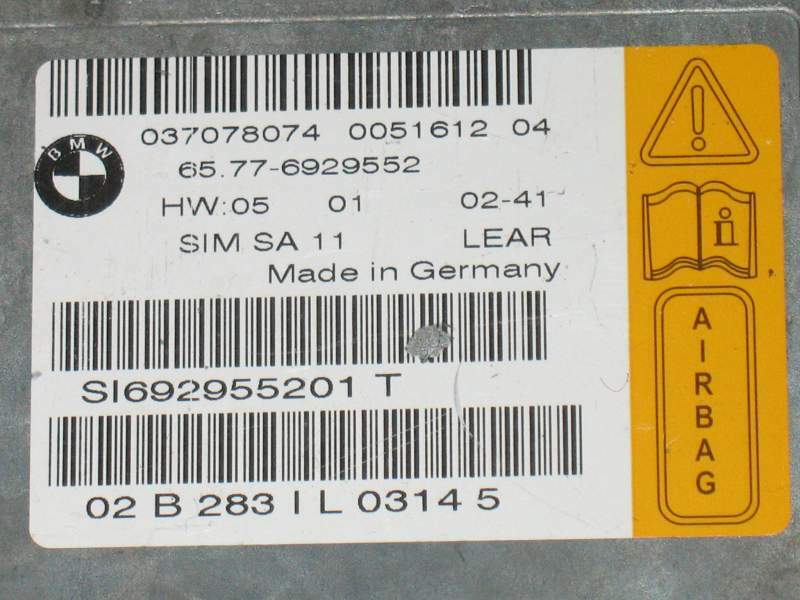 037078074 0051612 04
BMW
65.77-6929552
HW:05 01 02-41
SIM SA 11 LEAR
Made in Germany
SI692955201 T
02 B 283 I L 0314 5
i
AIRBAG